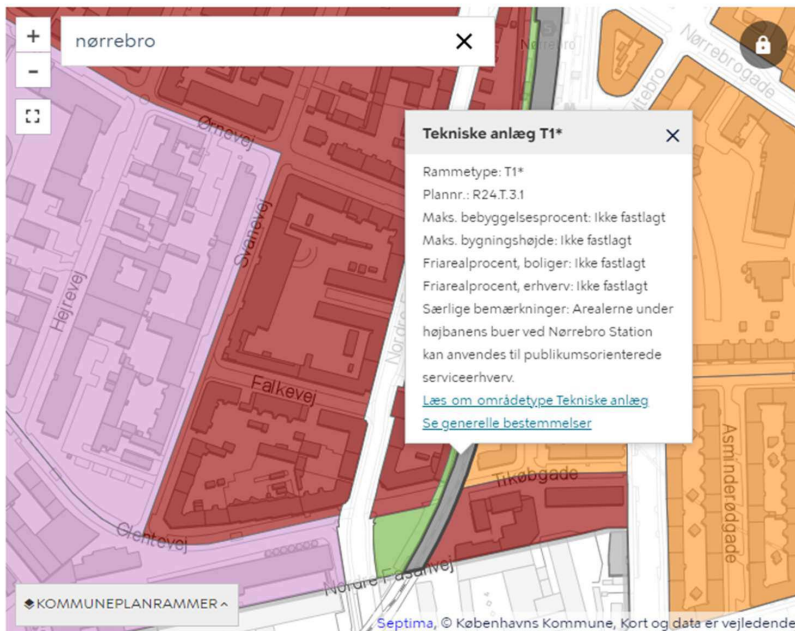 +
nørrebro
-
Nørrebro
Nørrebrogade
Ørnevej
Tekniske anlæg T1*
Rammetype: T1*
Plannr.: R24.T.3.1
Maks. bebyggelsesprocent: Ikke fastlagt
Maks. bygningshøjde: Ikke fastlagt
Friarealprocent, boliger: Ikke fastlagt
Friarealprocent, erhverv: Ikke fastlagt
Særlige bemærkninger: Arealerne under
højbanens buer ved Nørrebro Station
kan anvendes til publikumsorienterede
serviceerhverv.
Læs om områdetype Tekniske anlæg
Se generelle bestemmelser
Svanevej
Hejrevej
Nordre
Falkevej
Tikøbgade
Asminderødgade
Glentevej
Nordre Fasanvej
KOMMUNEPLANRAMMER
Septima, © Københavns Kommune, Kort og data er vejledende